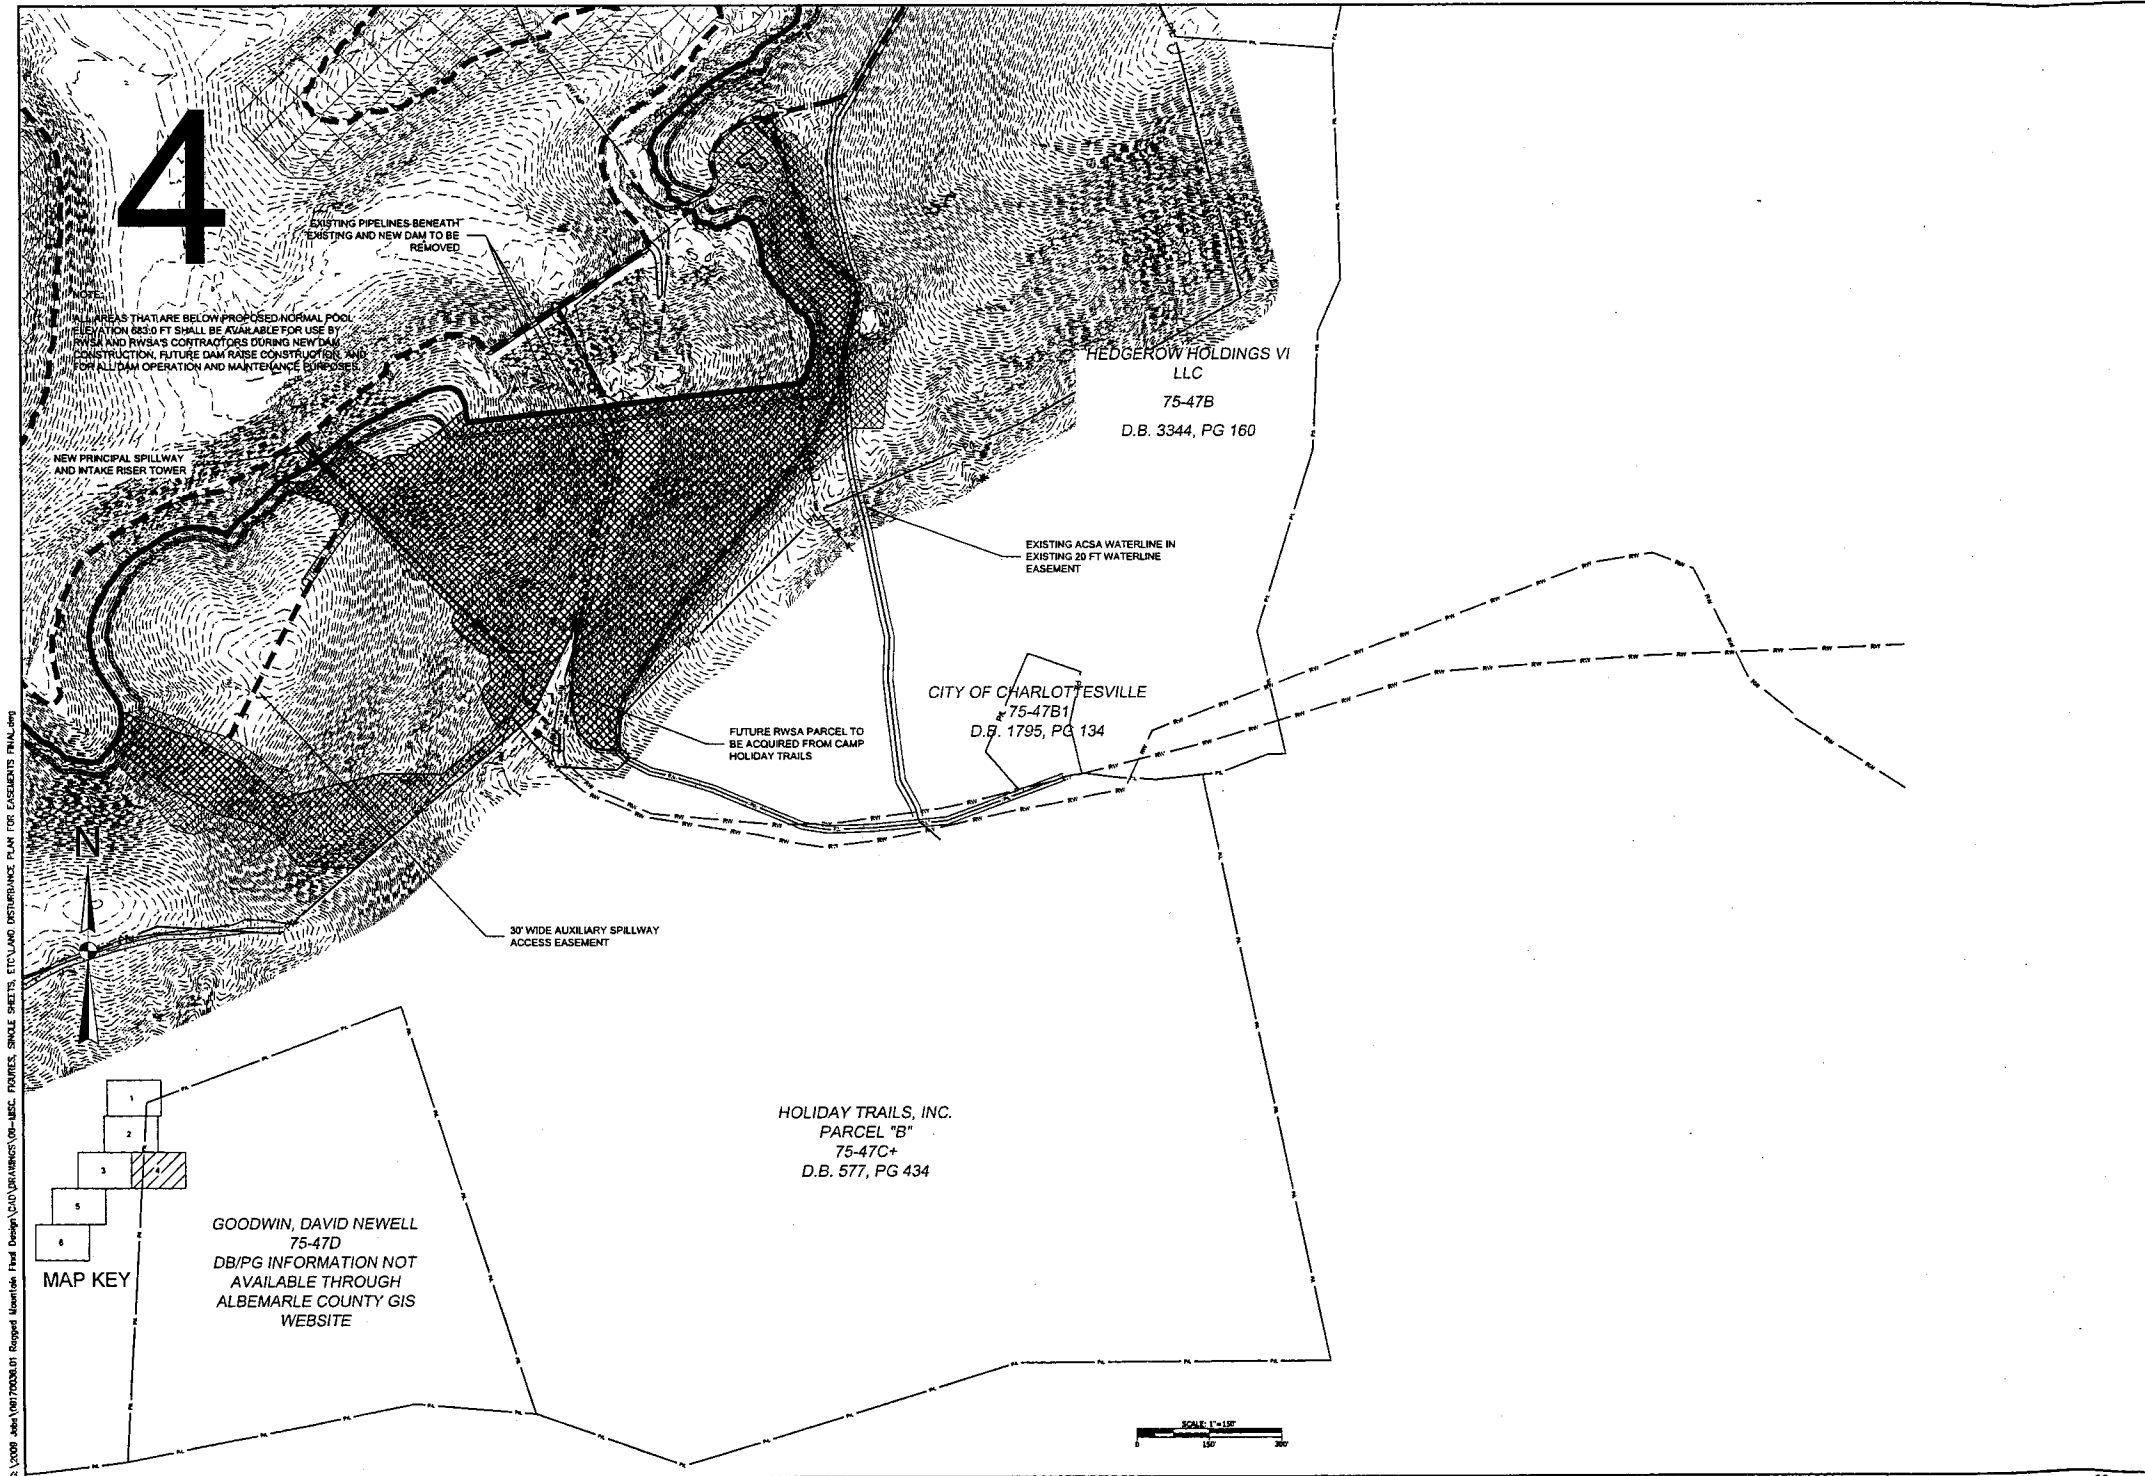 4
EXISTING PIPELINES BENEATH
EXISTING AND NEW DAM TO BE
REMOVED
NOTE:
ALL AREAS THAT ARE BELOW PROPOSED NORMAL POOL
ELEVATION 683.0 FT SHALL BE AVAILABLE FOR USE BY
RWSA AND RWSA'S CONTRACTORS DURING NEW DAM
CONSTRUCTION, FUTURE DAM RAISE CONSTRUCTION, AND
FOR ALL DAM OPERATION AND MAINTENANCE PURPOSES.
HEDGEROW HOLDINGS VI
LLC
75-47B
D.B. 3344, PG 160
NEW PRINCIPAL SPILLWAY
AND INTAKE RISER TOWER
EXISTING ACSA WATERLINE IN
EXISTING 20 FT WATERLINE
EASEMENT
CITY OF CHARLOTTESVILLE
75-47B1
D.B. 1795, PG 134
FUTURE RWSA PARCEL TO
BE ACQUIRED FROM CAMP
HOLIDAY TRAILS
30' WIDE AUXILIARY SPILLWAY
ACCESS EASEMENT
N
HOLIDAY TRAILS, INC.
PARCEL "B"
75-47C+
D.B. 577, PG 434
GOODWIN, DAVID NEWELL
75-47D
DB/PG INFORMATION NOT
AVAILABLE THROUGH
ALBEMARLE COUNTY GIS
WEBSITE
1
2
3
4
5
6
MAP KEY
SCALE: 1"=150'
0 150' 300'